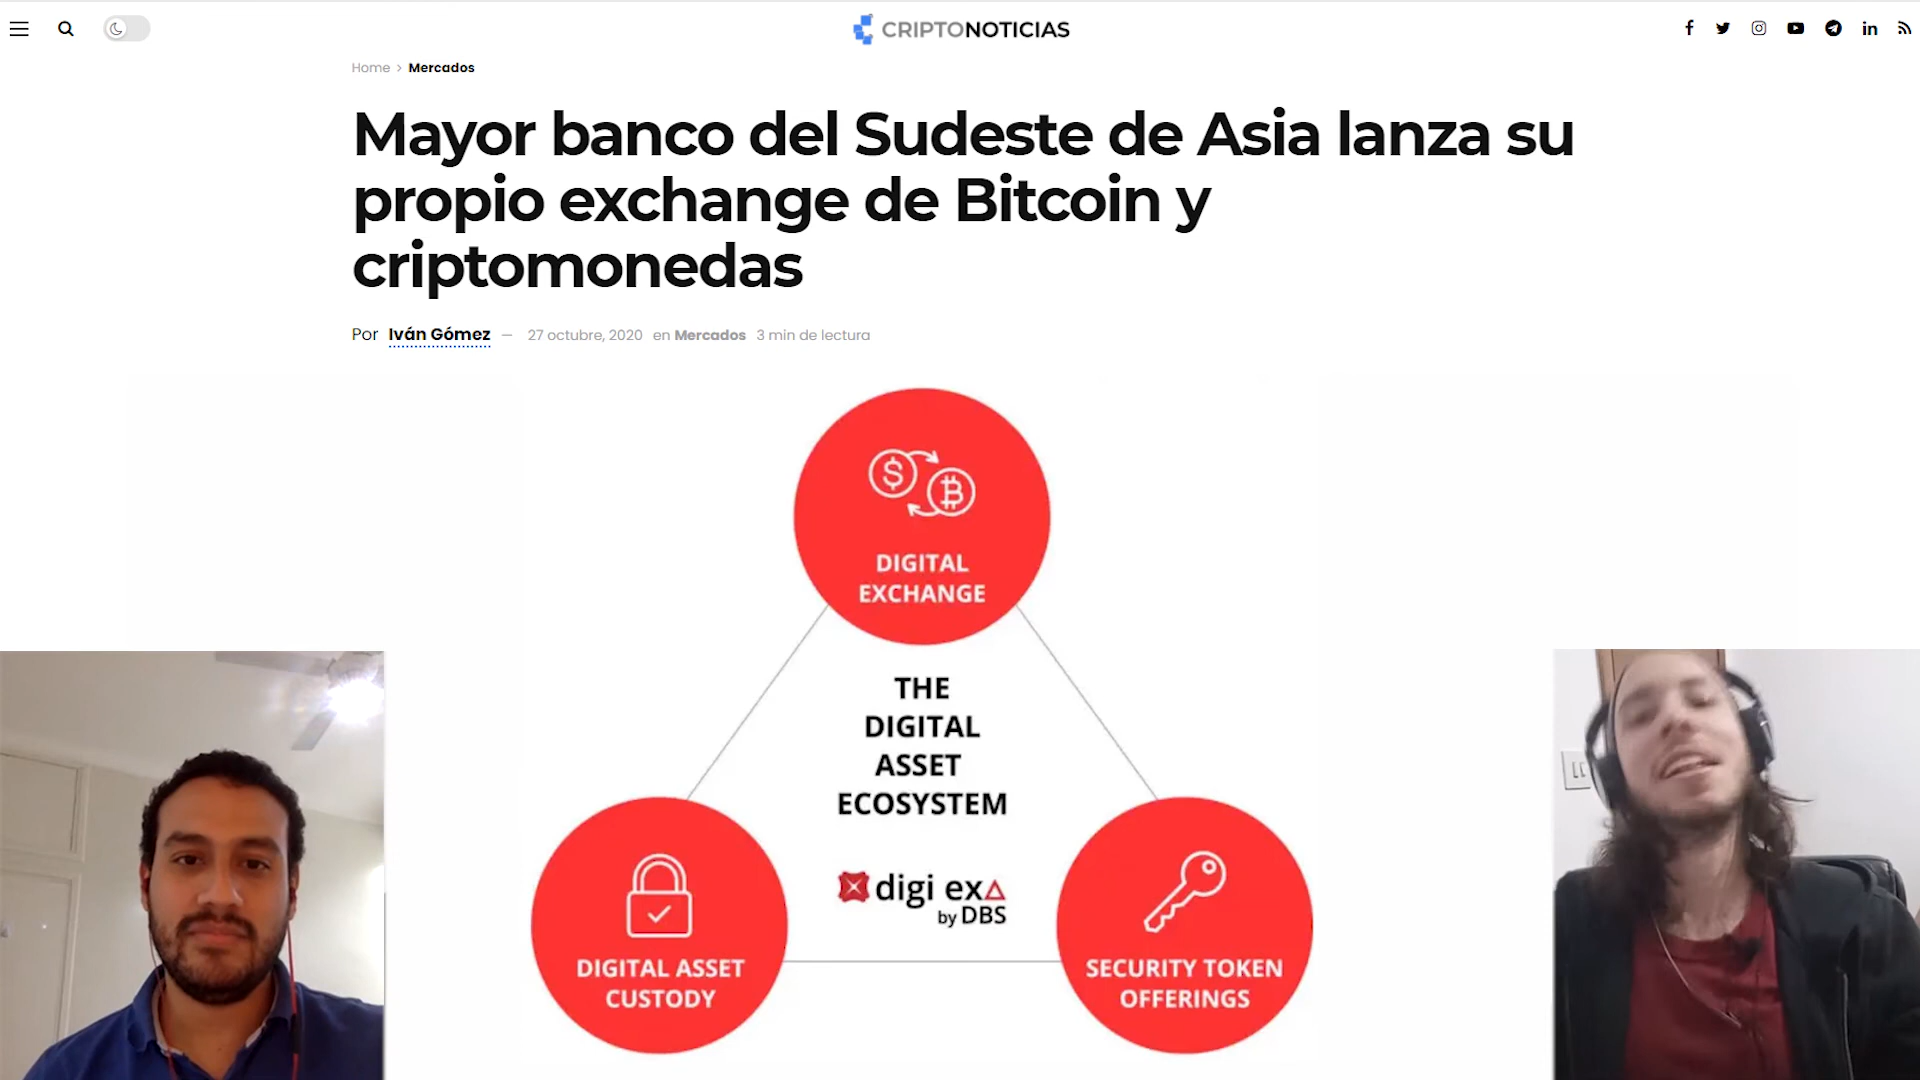 CRIPTONOTICIAS
Home > Mercados
Mayor banco del Sudeste de Asia lanza su
propio exchange de Bitcoin y
criptomonedas
Por Iván Gómez — 27 octubre, 2020 en Mercados 3 min de lectura
DIGITAL
EXCHANGE
THE
DIGITAL
ASSET
ECOSYSTEM
digi ex
by DBS
DIGITAL ASSET
CUSTODY
SECURITY TOKEN
OFFERINGS